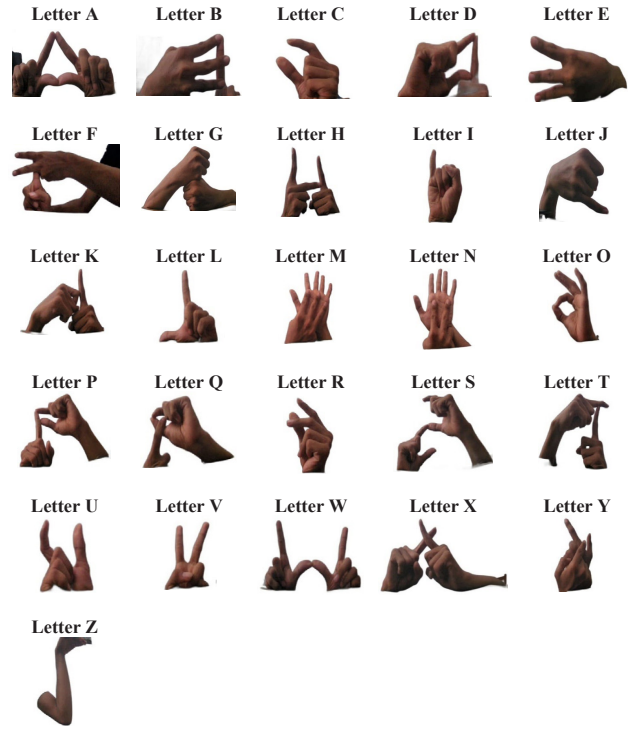 Letter A Letter B Letter C Letter D Letter E
Letter F Letter G Letter H Letter I Letter J
Letter K Letter L Letter M Letter N Letter O
Letter P Letter Q Letter R Letter S Letter T
Letter U Letter V Letter W Letter X Letter Y
Letter Z